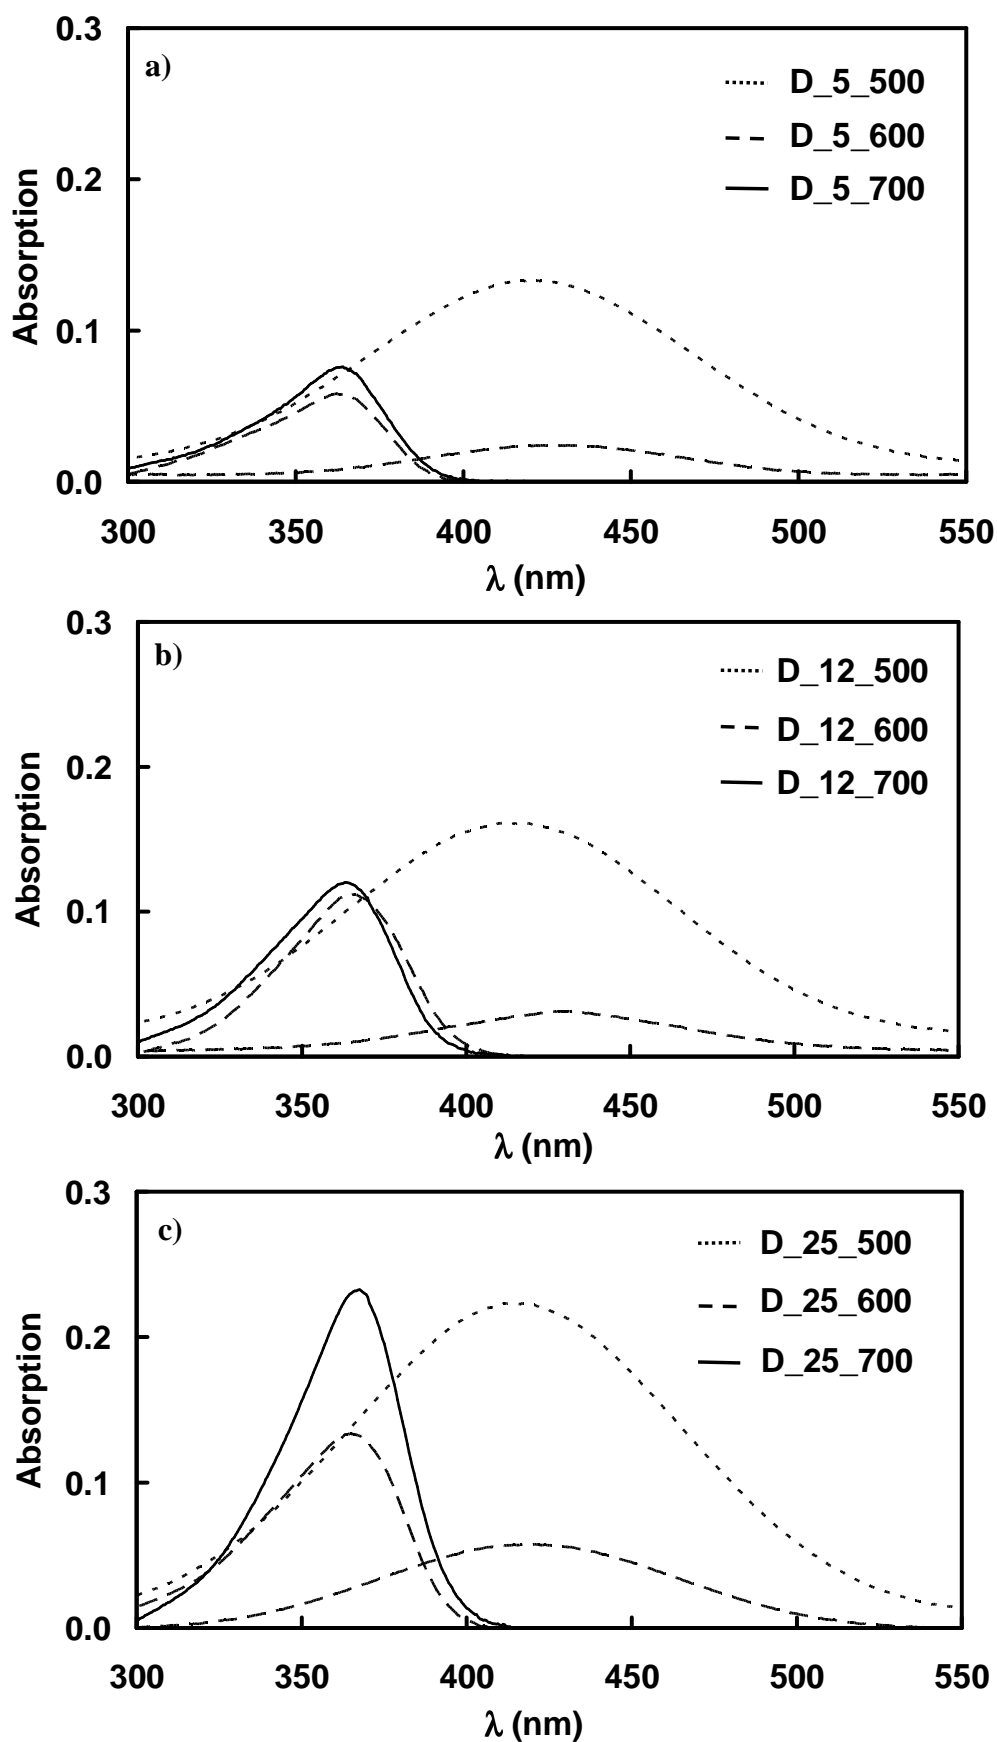 0.3
a)
D_5_500
D_5_600
0.2
D_5_700
Absorption
0.1
0.0
300 350 400 450 500 550
λ (nm)
0.3
b)
D_12_500
D_12_600
0.2
D_12_700
Absorption
0.1
0.0
300 350 400 450 500 550
λ (nm)
0.3
c)
D_25_500
D_25_600
0.2
D_25_700
Absorption
0.1
0.0
300 350 400 450 500 550
λ (nm)